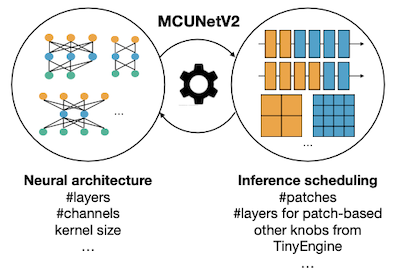 MCUNetV2
...
...
Neural architecture
#layers
#channels
kernel size
...
Inference scheduling
#patches
#layers for patch-based
other knobs from
TinyEngine
...